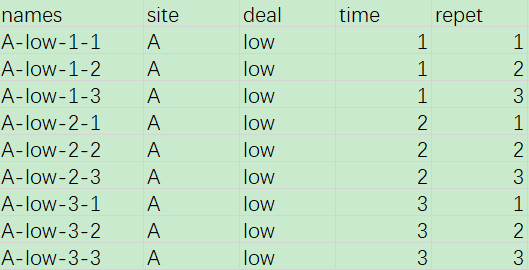 names site deal time repet
A-low-1-1 A low 1 1
A-low-1-2 A low 1 2
A-low-1-3 A low 1 3
A-low-2-1 A low 2 1
A-low-2-2 A low 2 2
A-low-2-3 A low 2 3
A-low-3-1 A low 3 1
A-low-3-2 A low 3 2
A-low-3-3 A low 3 3